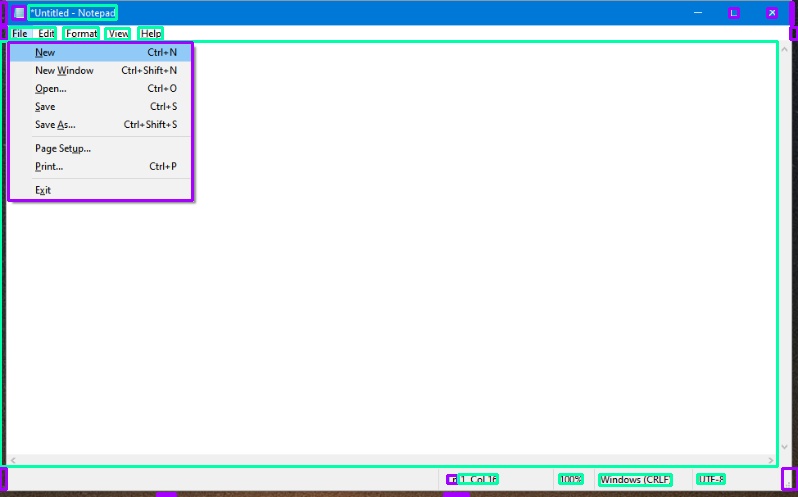 *Untitled - Notepad
File Edit Format View Help
New Ctrl+N
New Window Ctrl+Shift+N
Open... Ctrl+O
Save Ctrl+S
Save As... Ctrl+Shift+S
Page Setup... 
Print... Ctrl+P
Exit
1, Col 16 100% Windows (CRLF UTF-8